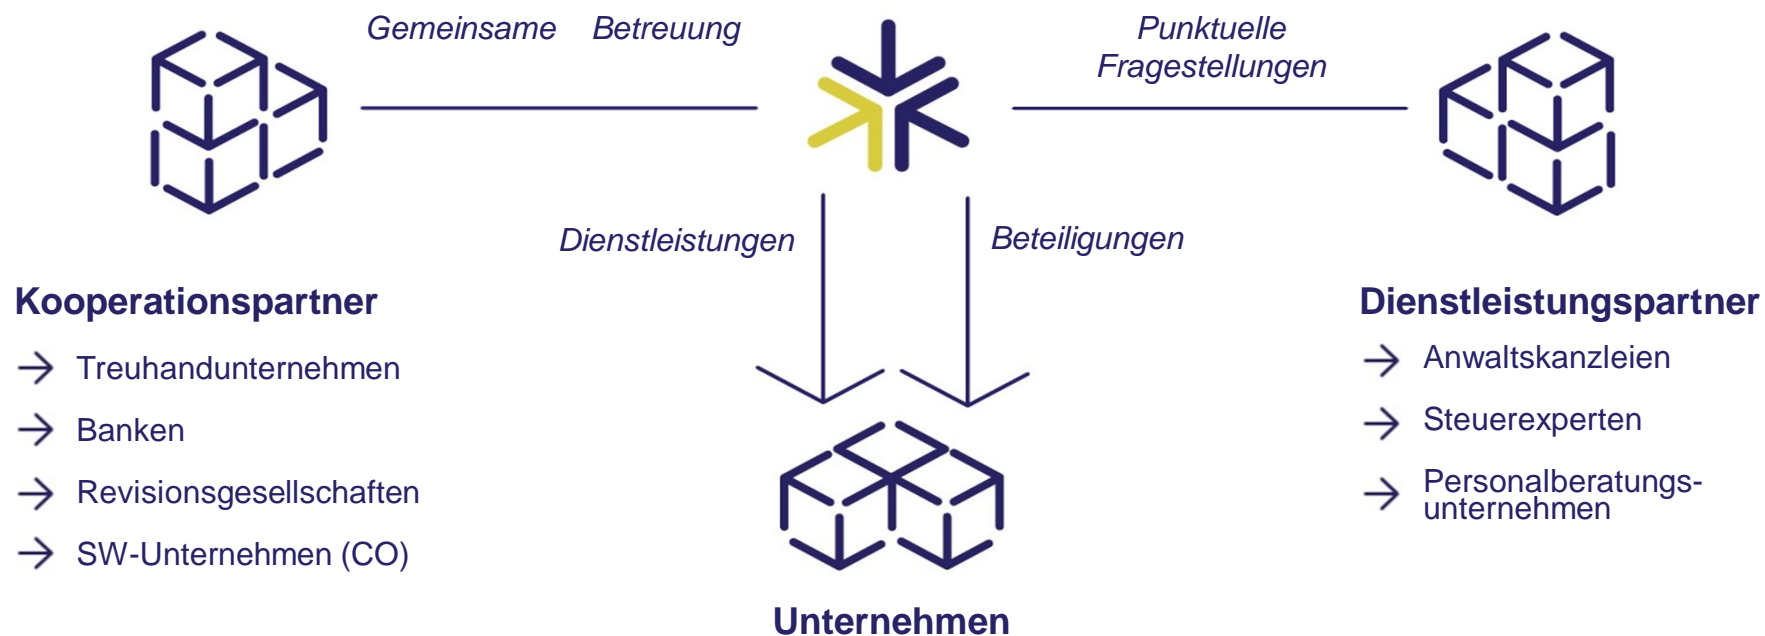 Gemeinsame Betreuung
Punktuelle
Fragestellungen
Dienstleistungen
Beteiligungen
Kooperationspartner
Treuhandunternehmen
Banken
Revisionsgesellschaften
SW-Unternehmen (CO)
Dienstleistungspartner
Anwaltskanzleien
Steuerexperten
Personalberatungs-
unternehmen
Unternehmen